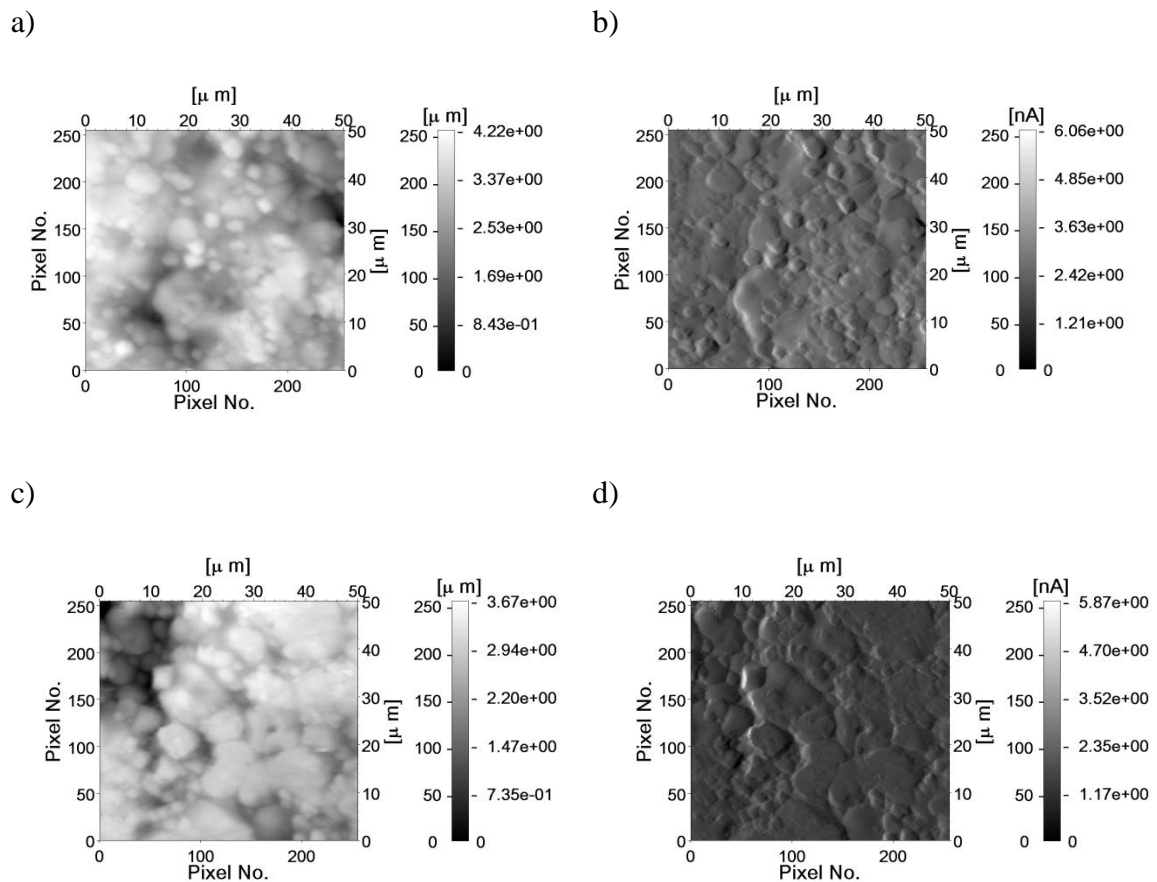 a)
b)
[μ m]
0 10 20 30 40 50
[μ m]
250 200 150 100 50 0
Pixel No.
50 40 30 20 10 0
[μ m]
250 200 150 100 50 0
4.22e+00
3.37e+00
2.53e+00
1.69e+00
8.43e-01
0
0 100 200
Pixel No.
[μ m]
0 10 20 30 40 50
[nA]
250 200 150 100 50 0
Pixel No.
50 40 30 20 10 0
[μ m]
250 200 150 100 50 0
6.06e+00
4.85e+00
3.63e+00
2.42e+00
1.21e+00
0
0 100 200
Pixel No.
c)
d)
[μ m]
0 10 20 30 40 50
[μ m]
250 200 150 100 50 0
Pixel No.
50 40 30 20 10 0
[μ m]
250 200 150 100 50 0
3.67e+00
2.94e+00
2.20e+00
1.47e+00
7.35e-01
0
0 100 200
Pixel No.
[μ m]
0 10 20 30 40 50
[nA]
250 200 150 100 50 0
Pixel No.
50 40 30 20 10 0
[μ m]
250 200 150 100 50 0
5.87e+00
4.70e+00
3.52e+00
2.35e+00
1.17e+00
0
0 100 200
Pixel No.